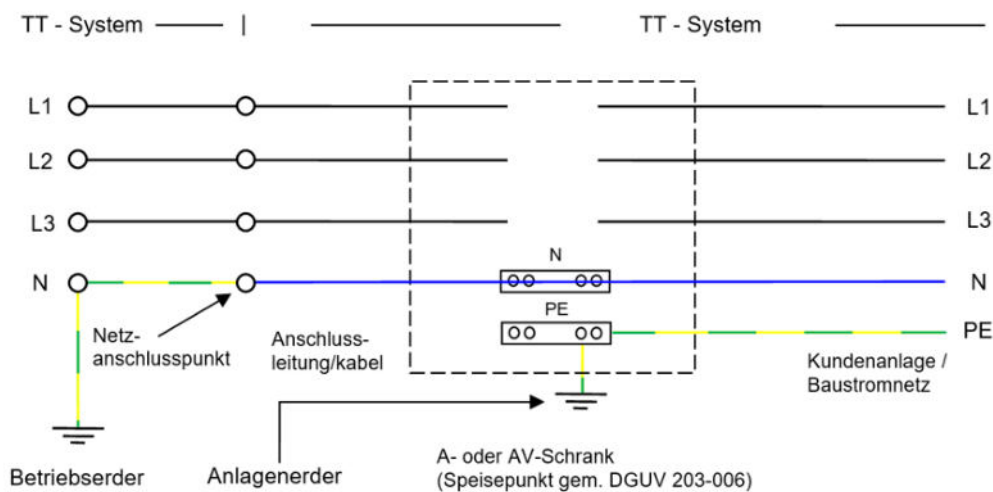 TT - System
TT - System
L1
L1
L2
L2
L3
L3
N
N
N
PE
PE
Netz-
anschlusspunkt
Anschluss-
leitung/kabel
Kundenanlage /
Baustromnetz
Betriebserder
Anlagenerder
A- oder AV-Schrank
(Speisepunkt gem. DGUV 203-006)